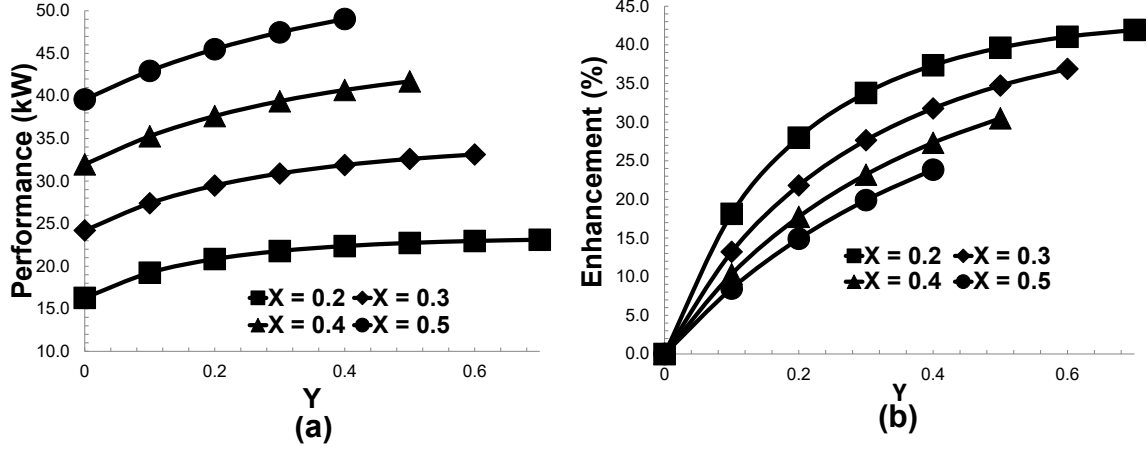 50.0
45.0
40.0
35.0
30.0
25.0
20.0
15.0
10.0
Performance (kW)
0 0.2 0.4 0.6
Y
X = 0.2 X = 0.3
X = 0.4 X = 0.5
(a)
45.0
40.0
35.0
30.0
25.0
20.0
15.0
10.0
5.0
0.0
Enhancement (%)
0 0.2 0.4 0.6
Y
X = 0.2 X = 0.3
X = 0.4 X = 0.5
(b)